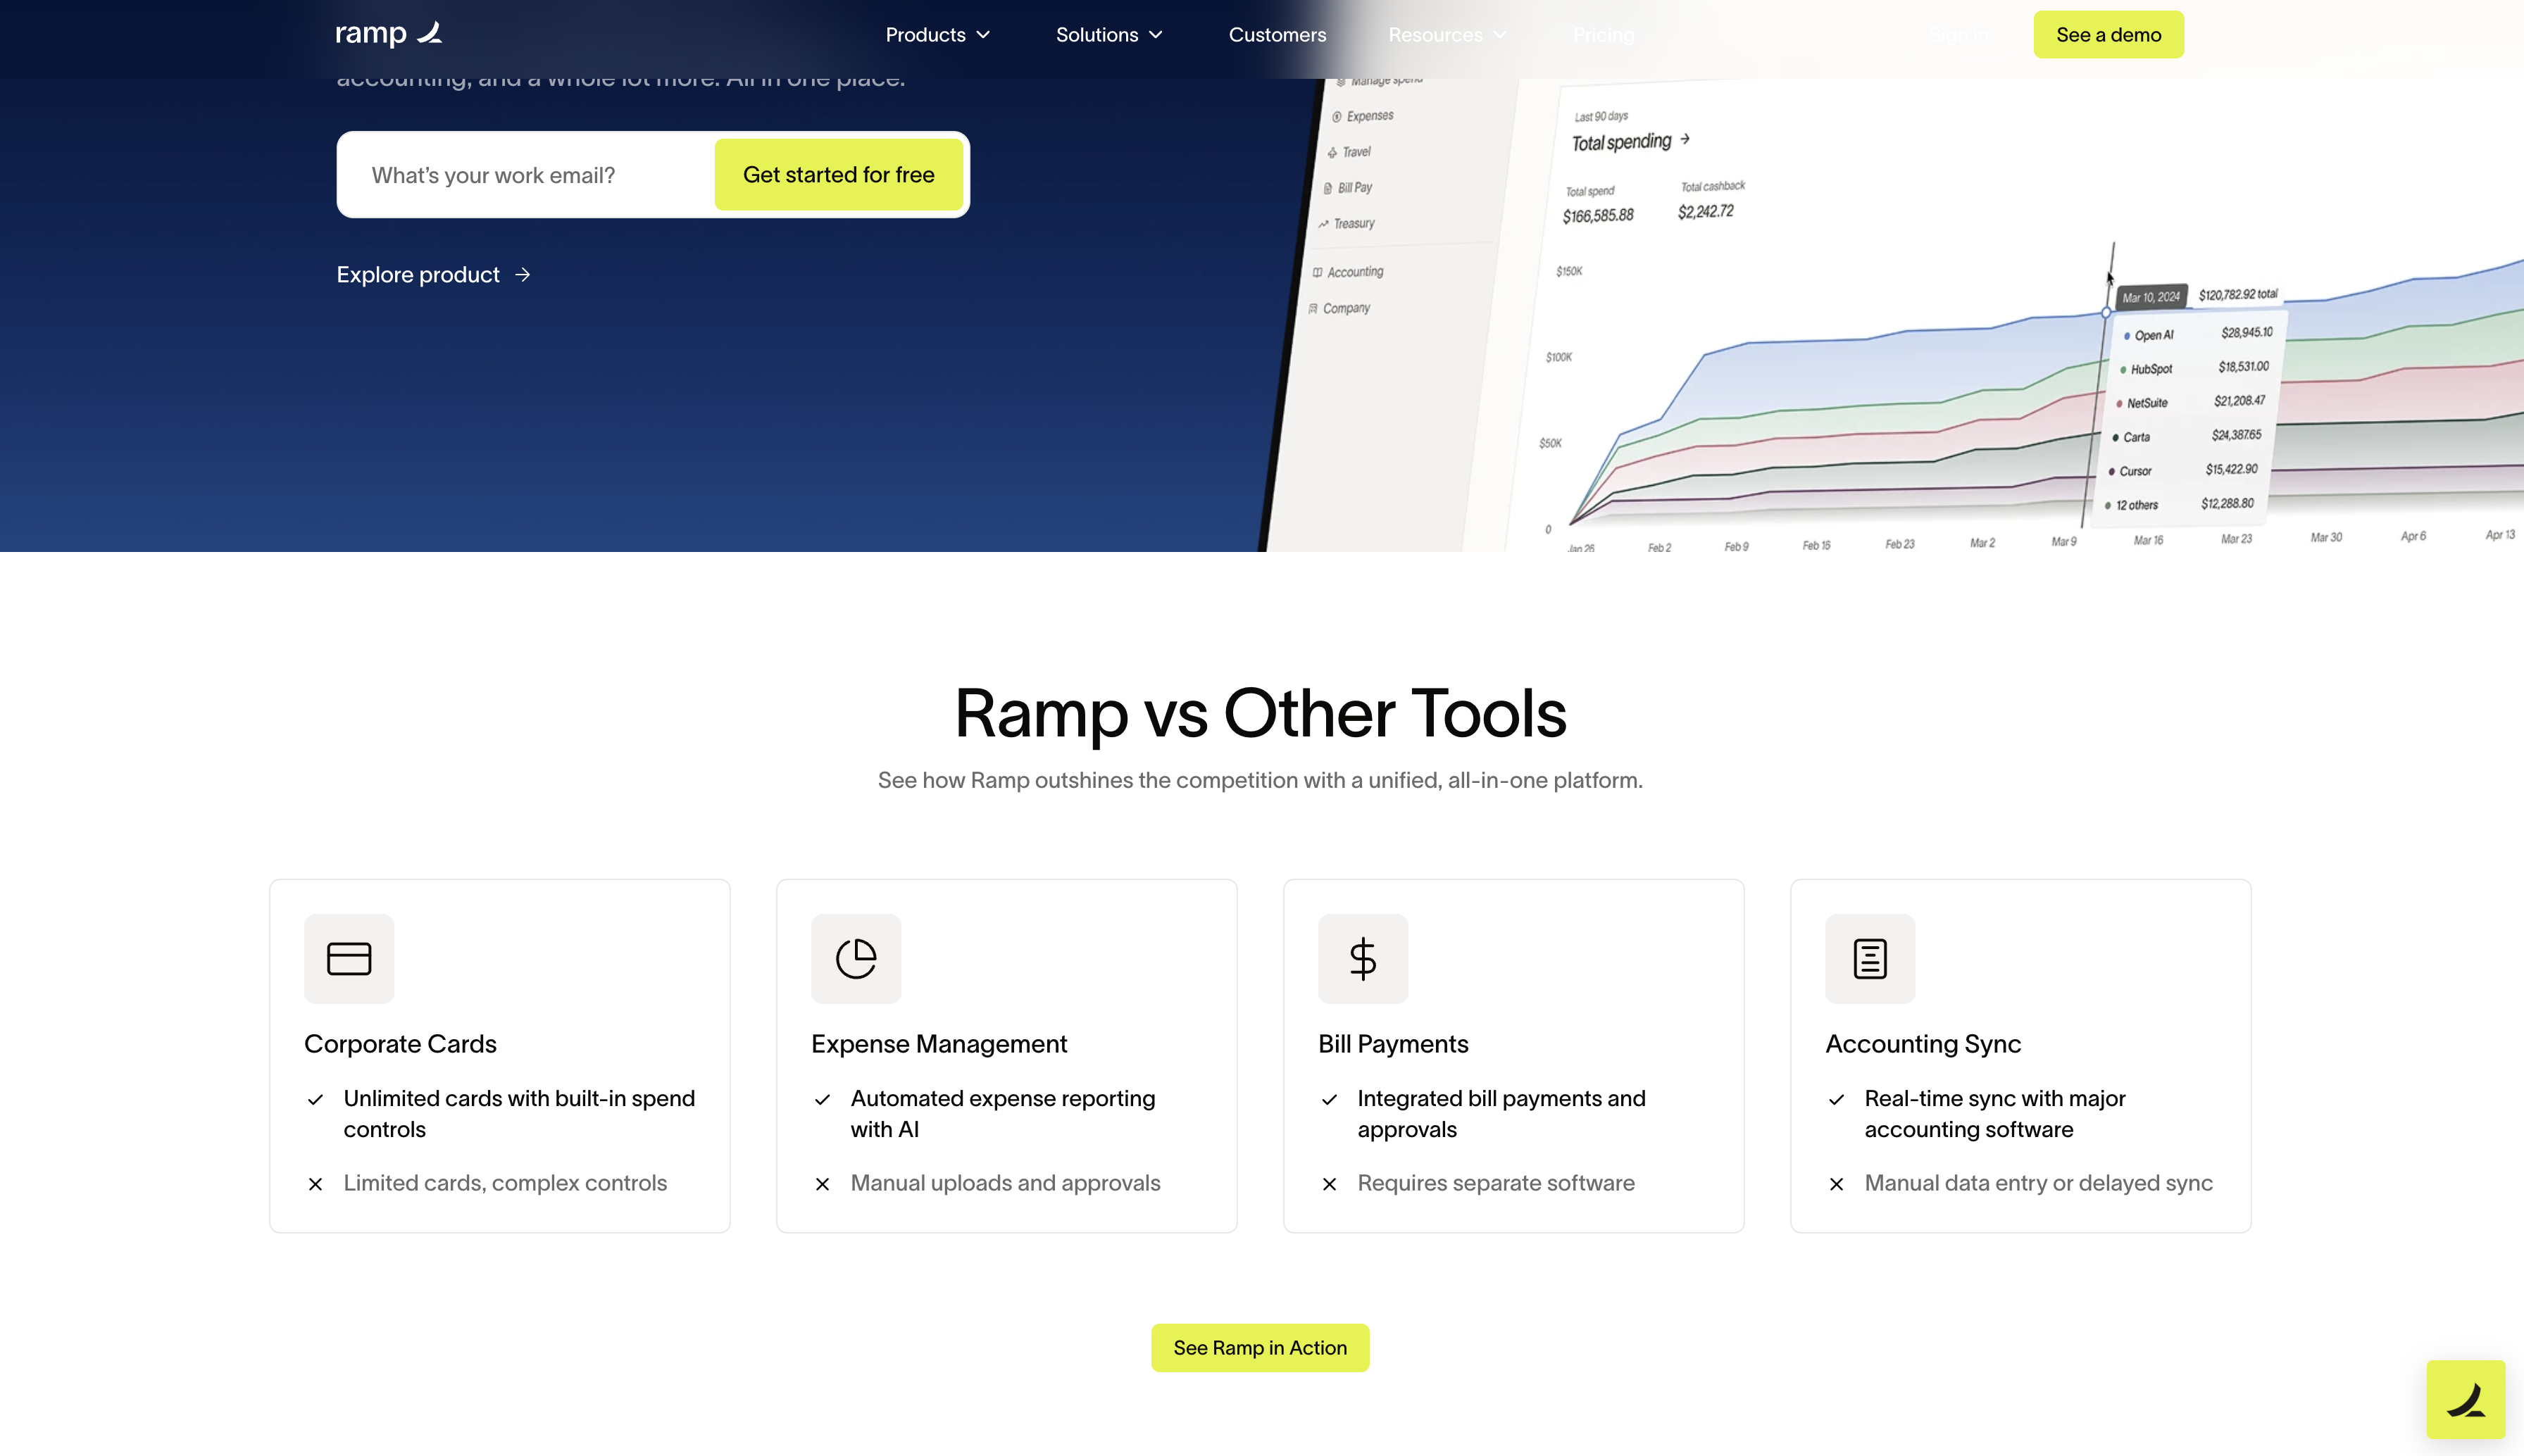 ramp
Products
Solutions
Customers
Resources
Pricing
Sign in
See a demo
accounting, and a whole lot more. All in one place.
What's your work email?
Get started for free
Explore product →
Manage spend
Expenses
Travel
Bill Pay
Treasury
Accounting
Company
Last 90 days
Total spending →
Total spend
Total cashback
$166,585.88
$2,242.72
$150K
$100K
$50K
0
Mar 10, 2024
$120,782.92 total
Open AI $28,945.10
HubSpot $18,531.00
NetSuite $21,208.47
Carta $24,387.65
Cursor $15,422.90
12 others $12,288.80
Jan 26 Feb 2 Feb 9 Feb 16 Feb 23 Mar 2 Mar 9 Mar 16 Mar 23 Mar 30 Apr 6 Apr 13
Ramp vs Other Tools
See how Ramp outshines the competition with a unified, all-in-one platform.
Corporate Cards
Unlimited cards with built-in spend
controls
Limited cards, complex controls
Expense Management
Automated expense reporting
with AI
Manual uploads and approvals
Bill Payments
Integrated bill payments and
approvals
Requires separate software
Accounting Sync
Real-time sync with major
accounting software
Manual data entry or delayed sync
See Ramp in Action